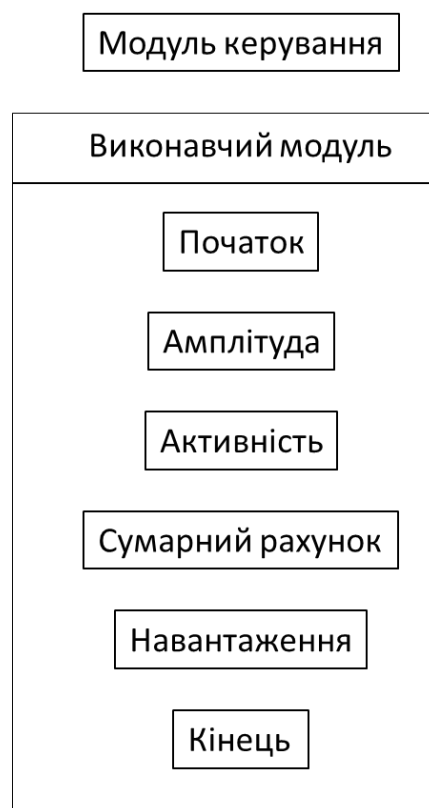 Модуль керування
Виконавчий модуль
Початок
Амплітуда
Активність
Сумарний рахунок
Навантаження
Кінець